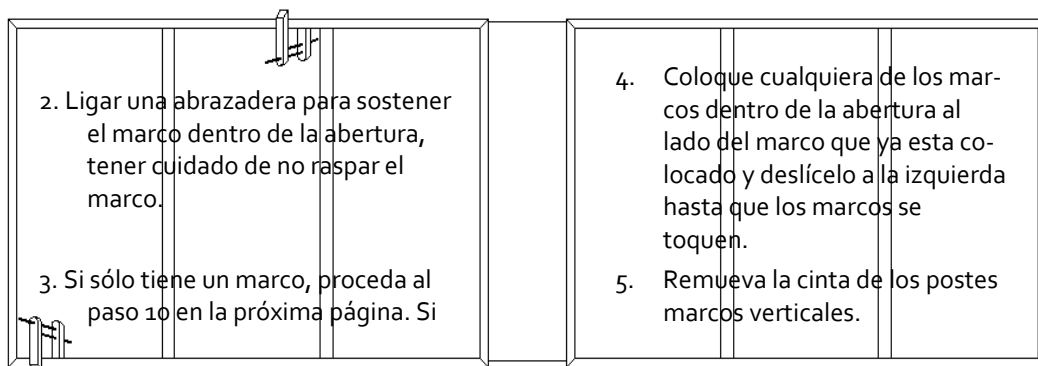 2. Ligar una abrazadera para sostener
el marco dentro de la abertura,
tener cuidado de no raspar el
marco.
3. Si sólo tiene un marco, proceda al
paso 10 en la próxima página. Si
4. Coloque cualquiera de los mar-
cos dentro de la abertura al
lado del marco que ya esta co-
locado y deslícelo a la izquierda
hasta que los marcos se
toquen.
5. Remueva la cinta de los postes
marcos verticales.